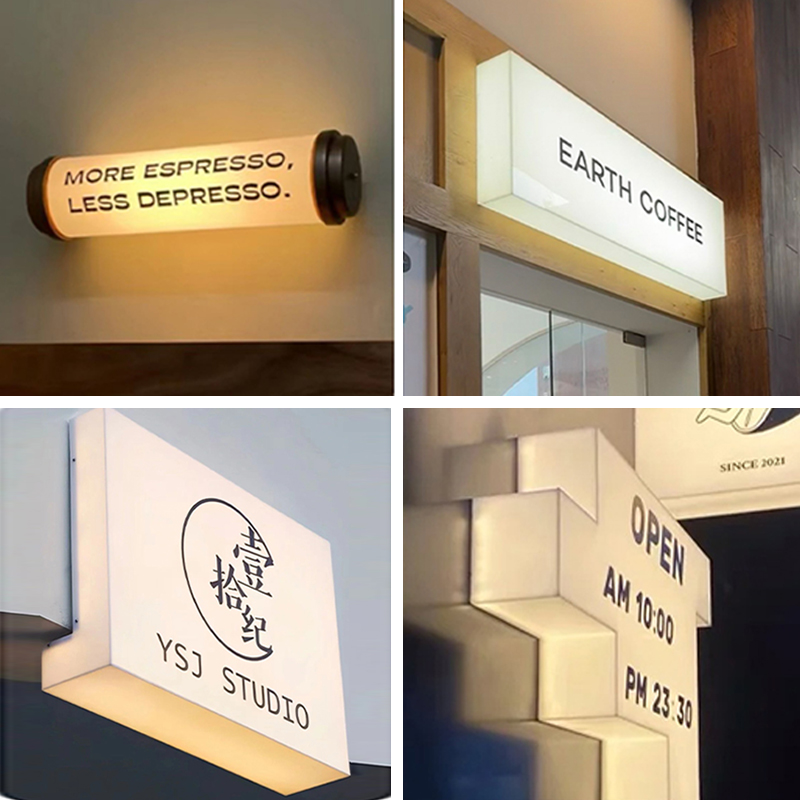 MORE ESPRESSO,
LESS DEPRESSO.
EARTH COFFEE
壹
拾
纪
YSJ STUDIO
SINCE 2021
OPEN
AM 10:00
PM 23:30